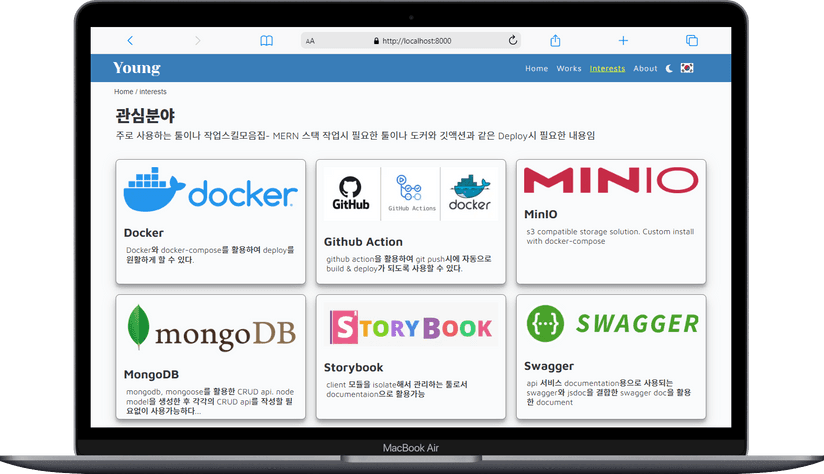 AA
http://localhost:8000
Young
Home Works Interests About
Home / interests
관심분야
주로 사용하는 툴이나 작업스킬모음집- MERN 스택 작업시 필요한 툴이나 도커와 깃액션과 같은 Deploy시 필요한 내용임
docker
Docker
Docker와 docker-compose를 활용하여 deploy를
원활하게 할 수 있다.
GitHub
GitHub Actions
docker
Github Action
github action을 활용하여 git push시에 자동으로
build & deploy가 되도록 사용할 수 있다.
MINIO
MinIO
s3 compatible storage solution. Custom install
with docker-compose
mongoDB
MongoDB
mongodb, mongoose를 활용한 CRUD api. node
model을 생성한 후 각각의 CRUD api를 작성할 필
요없이 사용가능하다...
STORYBOOK
Storybook
client 모듈을 isolate해서 관리하는 툴로서
documentaion으로 활용가능
{···} SWAGGER
Swagger
api 서비스 documentation용으로 사용되는
swagger와 jsdoc을 결합한 swagger doc을 활용
한 document
MacBook Air